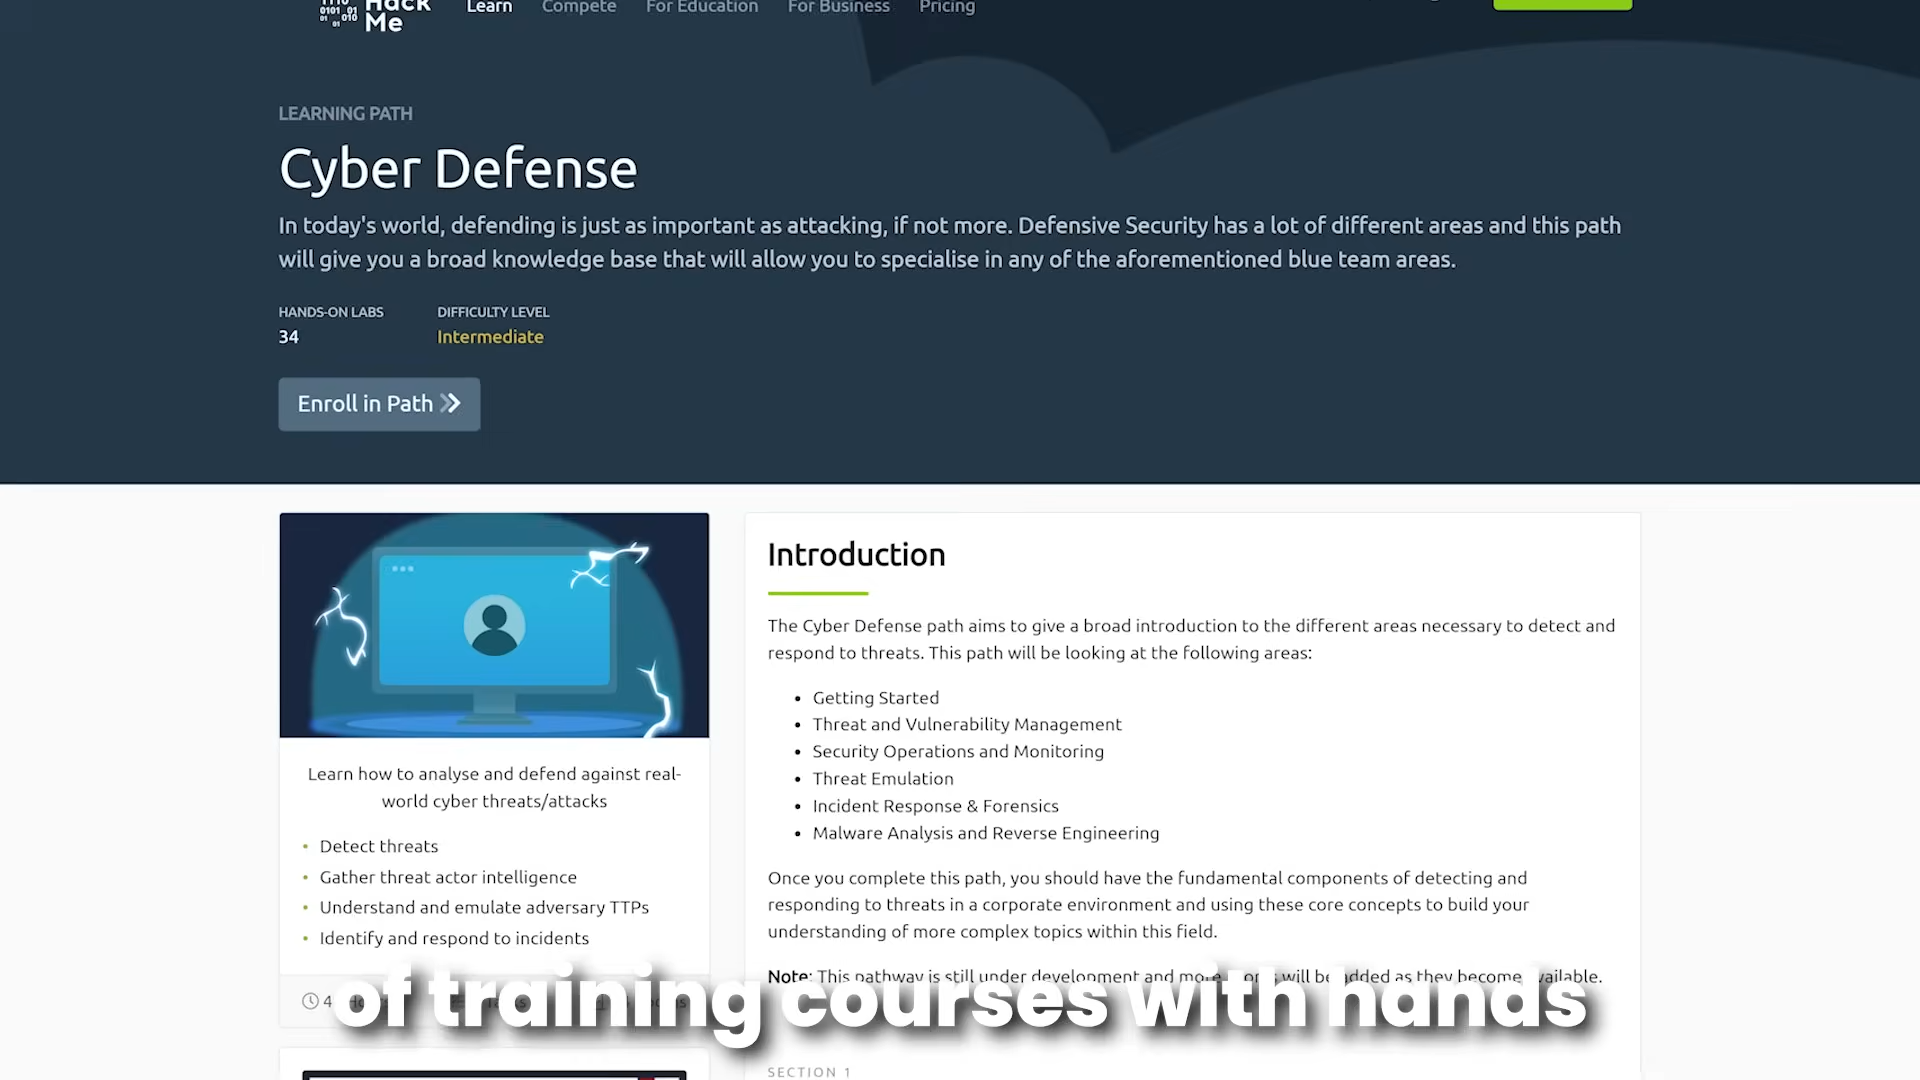 Hack
Me
Learn
Compete
For Education
For Business
Pricing
LEARNING PATH
Cyber Defense
In today's world, defending is just as important as attacking, if not more. Defensive Security has a lot of different areas and this path
will give you a broad knowledge base that will allow you to specialise in any of the aforementioned blue team areas.
HANDS-ON LABS
34
DIFFICULTY LEVEL
Intermediate
Enroll in Path
Learn how to analyse and defend against real-
world cyber threats/attacks
• Detect threats
• Gather threat actor intelligence
• Understand and emulate adversary TTPs
• Identify and respond to incidents
Introduction
The Cyber Defense path aims to give a broad introduction to the different areas necessary to detect and
respond to threats. This path will be looking at the following areas:
• Getting Started
• Threat and Vulnerability Management
• Security Operations and Monitoring
• Threat Emulation
• Incident Response & Forensics
• Malware Analysis and Reverse Engineering
Once you complete this path, you should have the fundamental components of detecting and
responding to threats in a corporate environment and using these core concepts to build your
understanding of more complex topics within this field.
Note: This pathway is still under development and more will be added as they become available.
of training courses with hands
SECTION 1